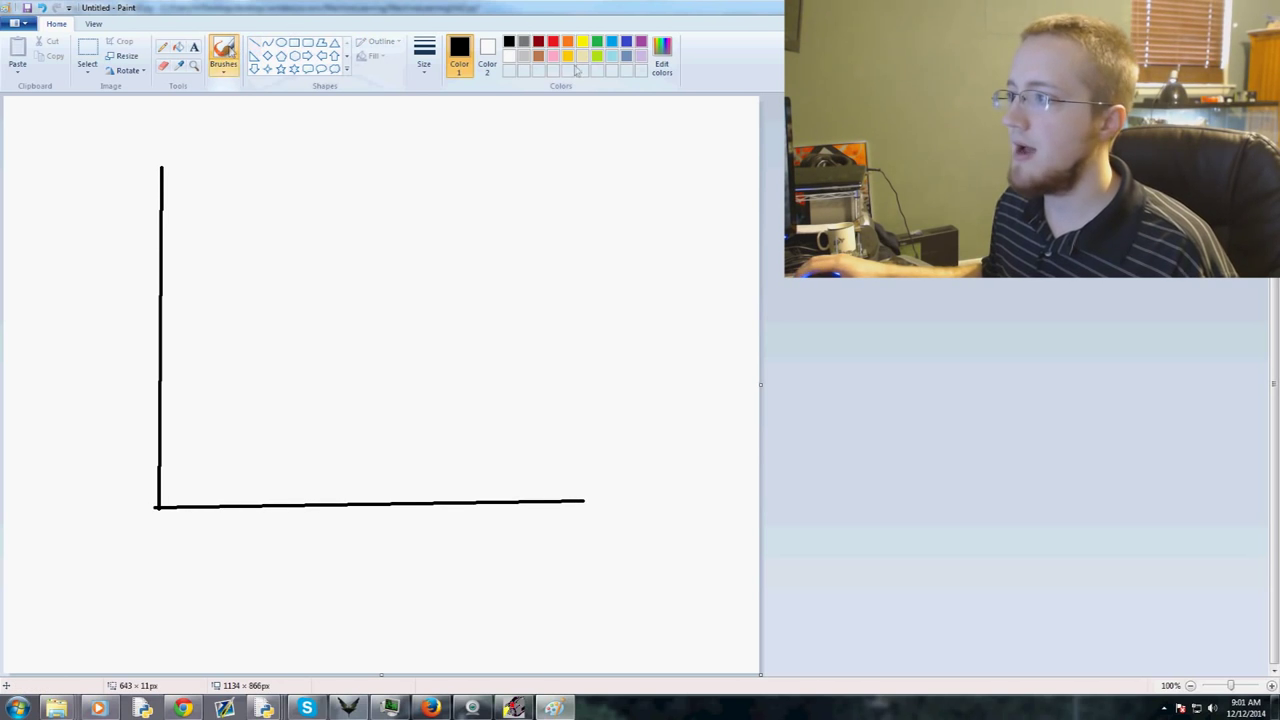 Untitled - Paint
Home View
Paste Cut Copy Clipboard
Select Crop Resize Rotate Image
Tools
Brushes
Outline Fill Shapes
Size
Color 1
Color 2
Edit colors
Colors
643 × 11px
1134 × 866px
100%
9:01 AM
12/12/2014